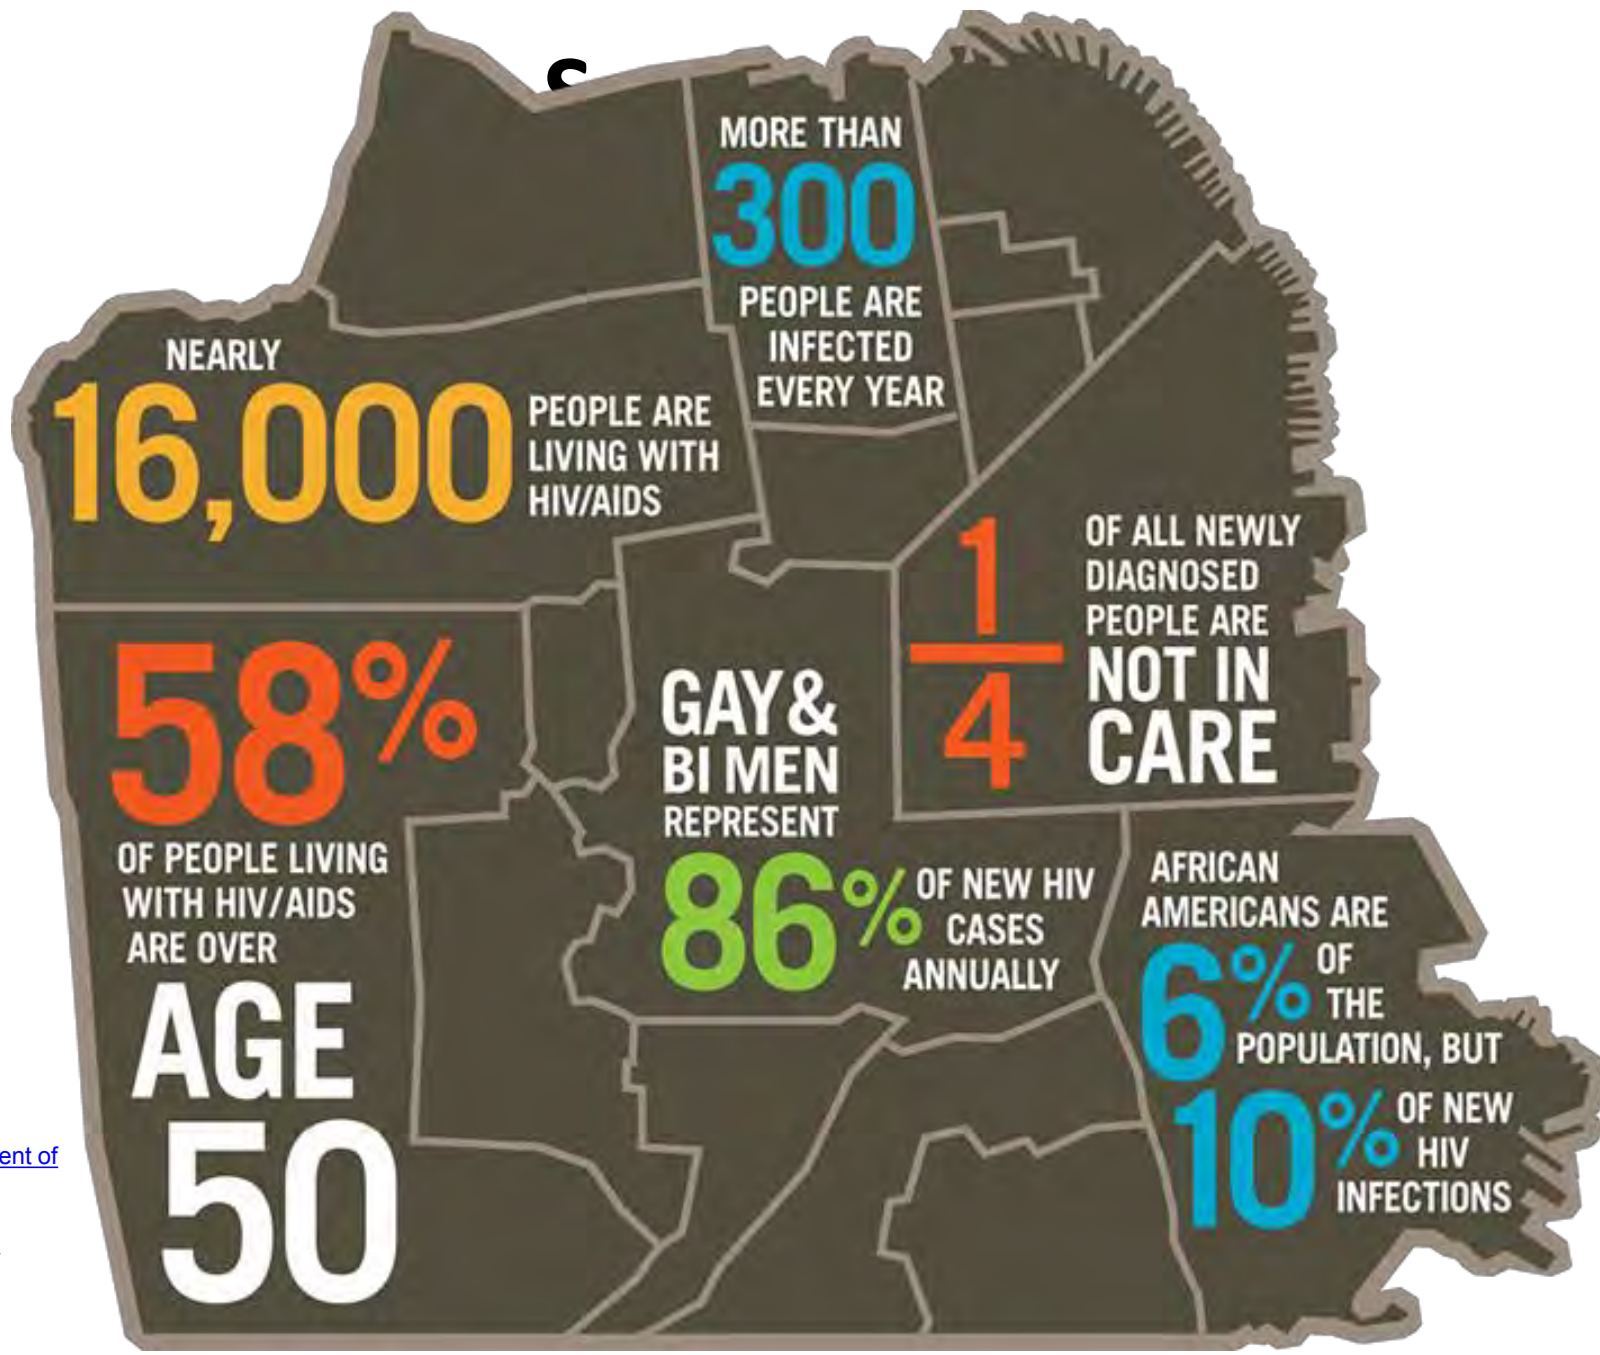 MORE THAN
300
PEOPLE ARE
INFECTED
EVERY YEAR
NEARLY
16,000
PEOPLE ARE
LIVING WITH
HIV/AIDS
1
4
OF ALL NEWLY
DIAGNOSED
PEOPLE ARE
NOT IN
CARE
58%
OF PEOPLE LIVING
WITH HIV/AIDS
ARE OVER
AGE
50
GAY&
BI MEN
REPRESENT
86%
OF NEW HIV
CASES
ANNUALLY
AFRICAN
AMERICANS ARE
6%
OF
THE
POPULATION, BUT
10%
OF NEW
HIV
INFECTIONS
ent of